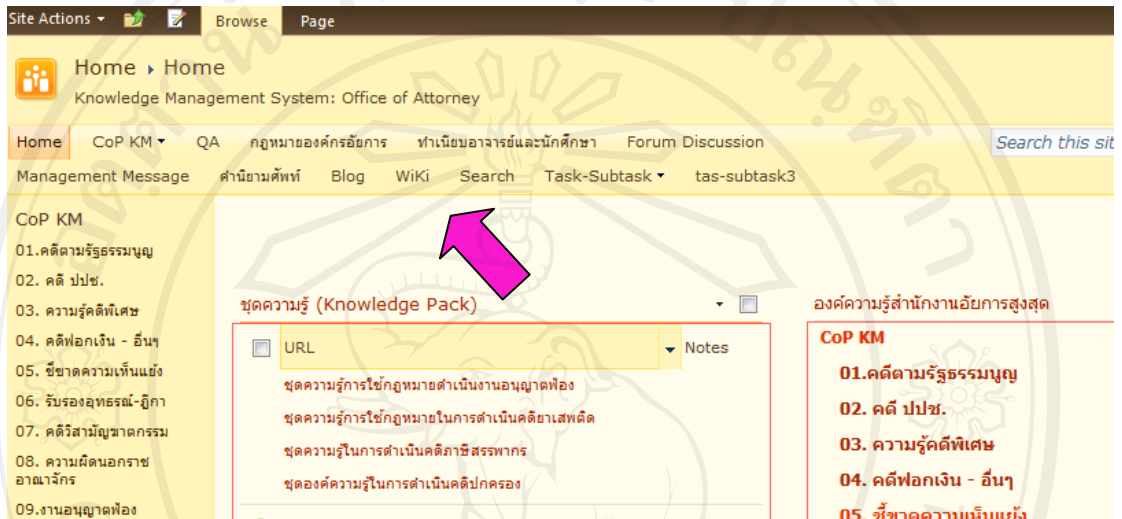 Site Actions Browse Page
Home Home
Knowledge Management System: Office of Attorney
Home CoP KM QA กฎหมายองค์กรอัยการ ทำเนียบอาจารย์และนักศึกษา Forum Discussion Search this sit
Management Message คำนิยามศัพท์ Blog WiKi Search Task-Subtask tas-subtask3
CoP KM
01.คดีตามรัฐธรรมนูญ
02. คดี ปปช.
03. ความรู้คดีพิเศษ
04. คดีฟอกเงิน - อื่นๆ
05. ชี้ขาดความเห็นแย้ง
06. รับรองอุทธรณ์-ฎีกา
07. คดีวิสามัญฆาตกรรม
08. ความผิดนอกราช
อาณาจักร
09.งานอนุญาตฟ้อง
ชุดความรู้ (Knowledge Pack)
URL Notes
ชุดความรู้การใช้กฎหมายดำเนินงานอนุญาตฟ้อง
ชุดความรู้การใช้กฎหมายในการดำเนินคดียาเสพติด
ชุดความรู้ในการดำเนินคดีภาษีสรรพากร
ชุดองค์ความรู้ในการดำเนินคดีปกครอง
องค์ความรู้สำนักงานอัยการสูงสุด
CoP KM
01.คดีตามรัฐธรรมนูญ
02. คดี ปปช.
03. ความรู้คดีพิเศษ
04. คดีฟอกเงิน - อื่นๆ
05. ชี้ขาดความเห็นแย้ง